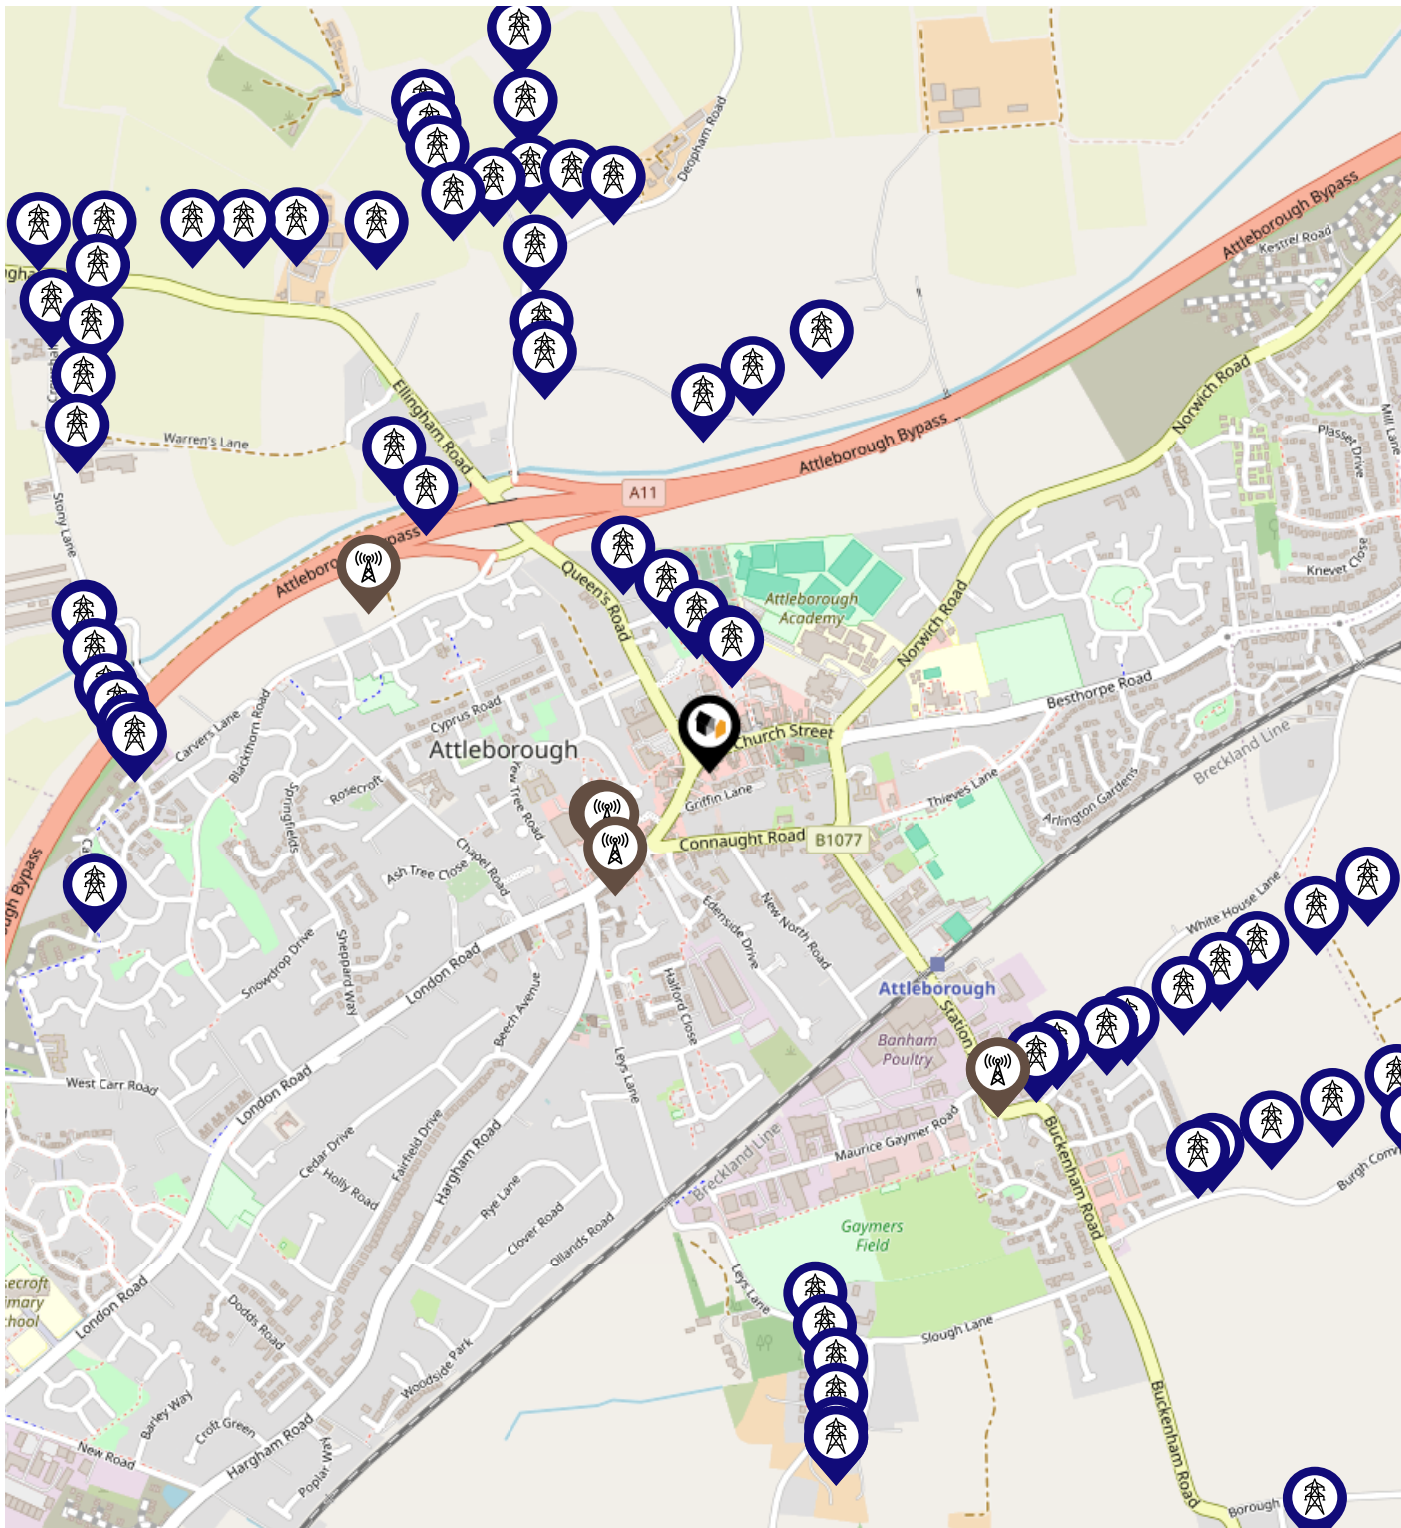 Deopham Road
Attleborough Bypass
Kestrel Road
Ellingham Road
Warren's Lane
Stony Lane
Norwich Road
Mill Lane
Plasset Drive
Attleborough Bypass
A11
Knevet Close
Queen's Road
Attleborough
Academy
Norwich Road
Besthorpe Road
Carvers Lane
Blackthorn Road
Cyprus Road
Attleborough
Church Street
Breckland Line
Rosecroft
Springfields
Griffin Lane
Thieves Lane
Arlington Gardens
Connaught Road
B1077
Chapel Road
Ash Tree Close
Edenside Drive
New North Road
White House Lane
Snowdrop Drive
Sheppard Way
London Road
Halford Close
Attleborough
Station
Beech Avenue
Banham
Poultry
Leys Lane
West Carr Road
London Road
Cedar Drive
Holly Road
Fairfield Drive
Hargham Road
Breckland Line
Maurice Gaymer Road
Buckenham Road
Rye Lane
Clover Road
Ollands Road
Gaymers
Field
Leys Lane
London Road
Dodds Road
Slough Lane
Woodside Park
Barley Way
Croft Green
New Road
Hargham Road
Poplar Way
Buckenham Road
Borough